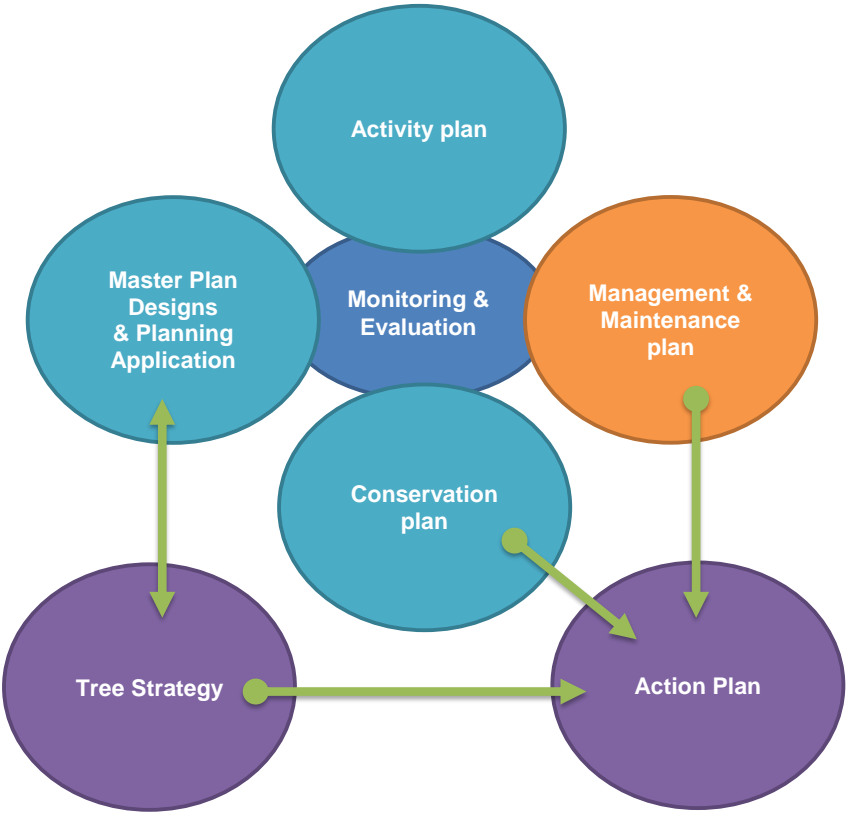 Activity plan
Master Plan
Designs
& Planning
Application
Monitoring &
Evaluation
Management &
Maintenance
plan
Conservation
plan
Tree Strategy
Action Plan